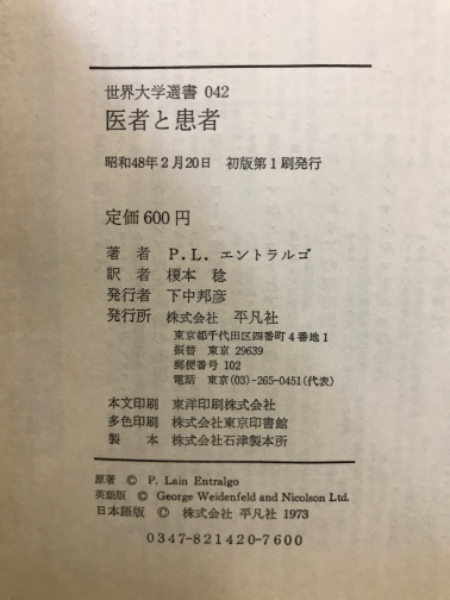 世界大学選書 042
医者と患者
昭和48年2月20日 初版第1刷発行
定価600円
著者 P.L.エントラルゴ
訳者 榎本 稔
発行者 下中邦彦
発行所 株式会社 平凡社
東京都千代田区四番町4番地1
振替 東京 29639
郵便番号 102
電話 東京(03)-265-0451(代表)
本文印刷 東洋印刷株式会社
多色印刷 株式会社東京印書館
製本 株式会社石津製本所
原著 © P. Lain Entralgo
英語版 © George Weidenfeld and Nicolson Ltd.
日本語版 © 株式会社 平凡社 1973
0347-821420-7600